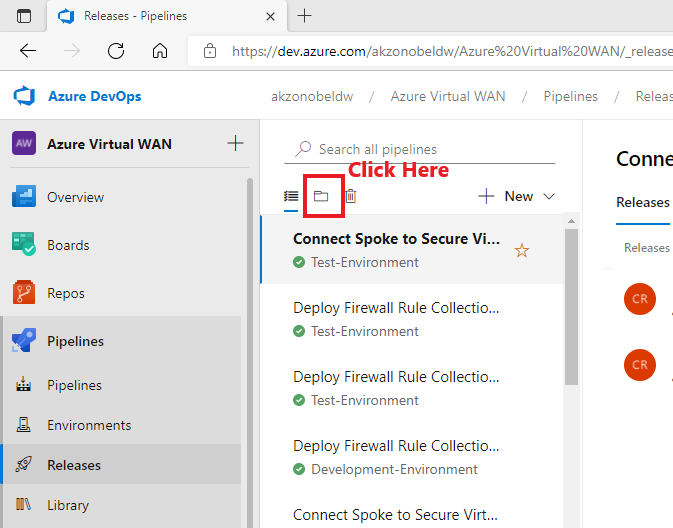 Releases - Pipelines
https://dev.azure.com/akzonobeldw/Azure%20Virtual%20WAN/_release
Azure DevOps
akzonobeldw / Azure Virtual WAN / Pipelines / Releas
AW Azure Virtual WAN
Overview
Boards
Repos
Pipelines
Pipelines
Environments
Releases
Library
Search all pipelines
Click Here
New
Connect Spoke to Secure Vi...
Test-Environment
Deploy Firewall Rule Collectio...
Test-Environment
Deploy Firewall Rule Collectio...
Test-Environment
Deploy Firewall Rule Collectio...
Development-Environment
Connect Spoke to Secure Virt...
Conne
Releases
Releases
CR
CR